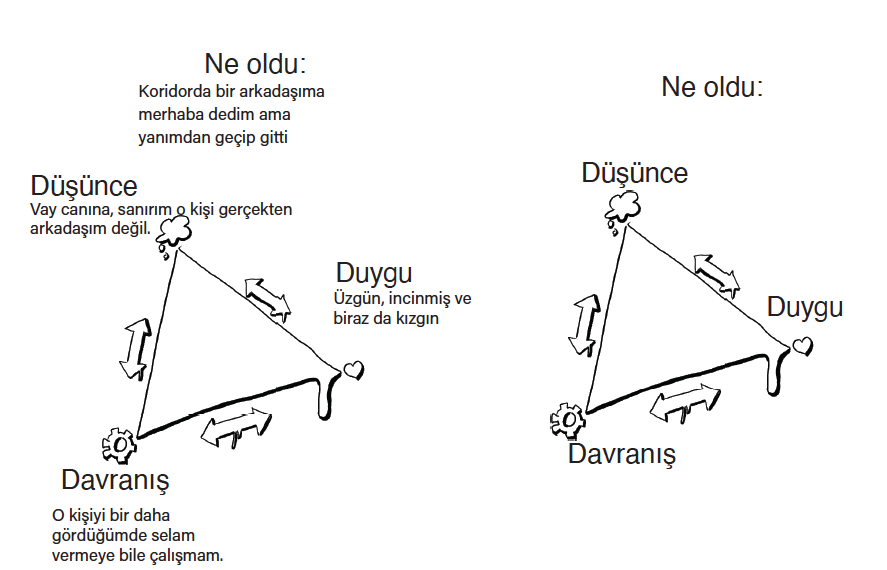 Ne oldu:
Koridorda bir arkadaşıma
merhaba dedim ama
yanımdan geçip gitti
Düşünce
Vay canına, sanırım o kişi gerçekten
arkadaşım değil.
Duygu
Üzgün, incinmiş ve
biraz da kızgın
Davranış
O kişiyi bir daha
gördüğümde selam
vermeye bile çalışmam.
Ne oldu:
Düşünce
Duygu
Davranış